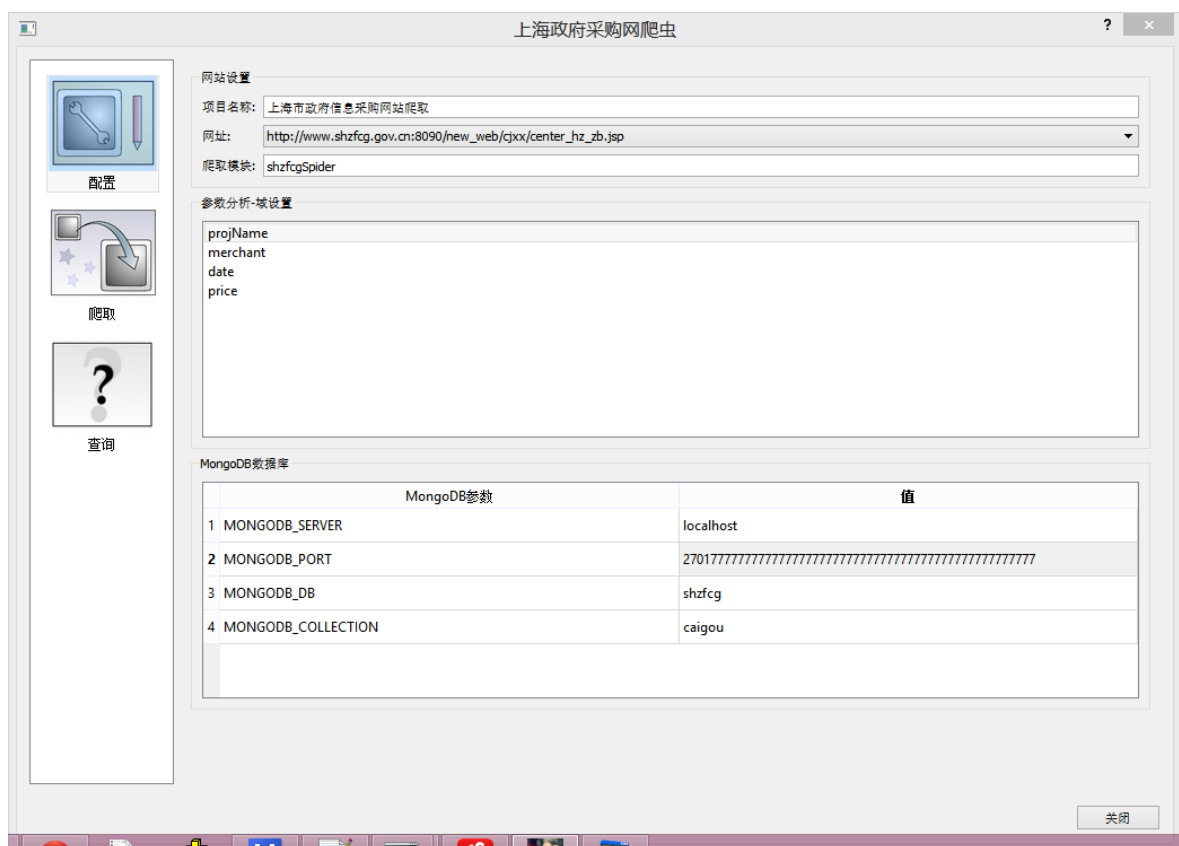 上海政府采购网爬虫
?
配置
爬取
查询
网站设置
项目名称: 上海市政府信息采购网站爬取
网址: http://www.shzfcg.gov.cn:8090/new_web/cjxx/center_hz_zb.jsp
爬取模块: shzfcgSpider
参数分析-域设置
projName
merchant
date
price
MongoDB数据库
MongoDB参数 值
1 MONGODB_SERVER localhost
2 MONGODB_PORT
3 MONGODB_DB shzfcg
4 MONGODB_COLLECTION caigou
关闭